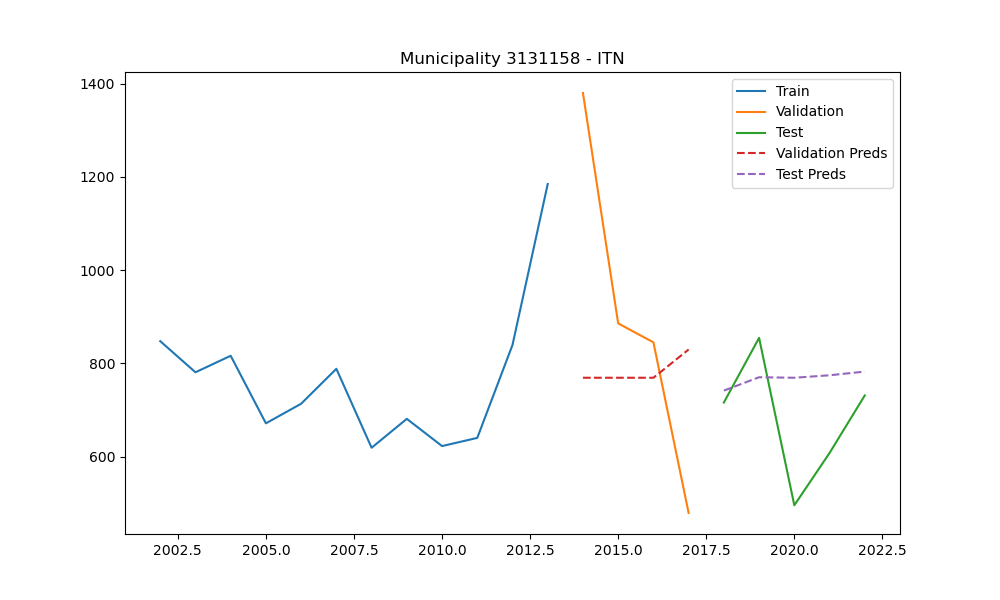 Municipality 3131158 - ITN
1400
1200
1000
800
600
Train
Validation
Test
Validation Preds
Test Preds
2002.5 2005.0 2007.5 2010.0 2012.5 2015.0 2017.5 2020.0 2022.5